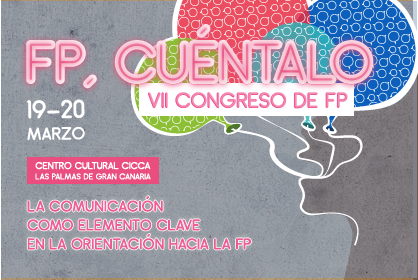 FP, CUÉNTALO
VII CONGRESO DE FP
19-20
MARZO
CENTRO CULTURAL CICCA
LAS PALMAS DE GRAN CANARIA
LA COMUNICACIÓN
COMO ELEMENTO CLAVE
EN LA ORIENTACIÓN HACIA LA FP